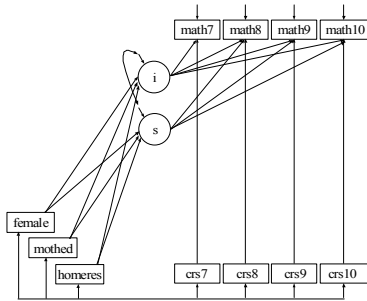 math7 math8 math9 math10
i
s
female
mothed
homeres
crs7 crs8 crs9 crs10